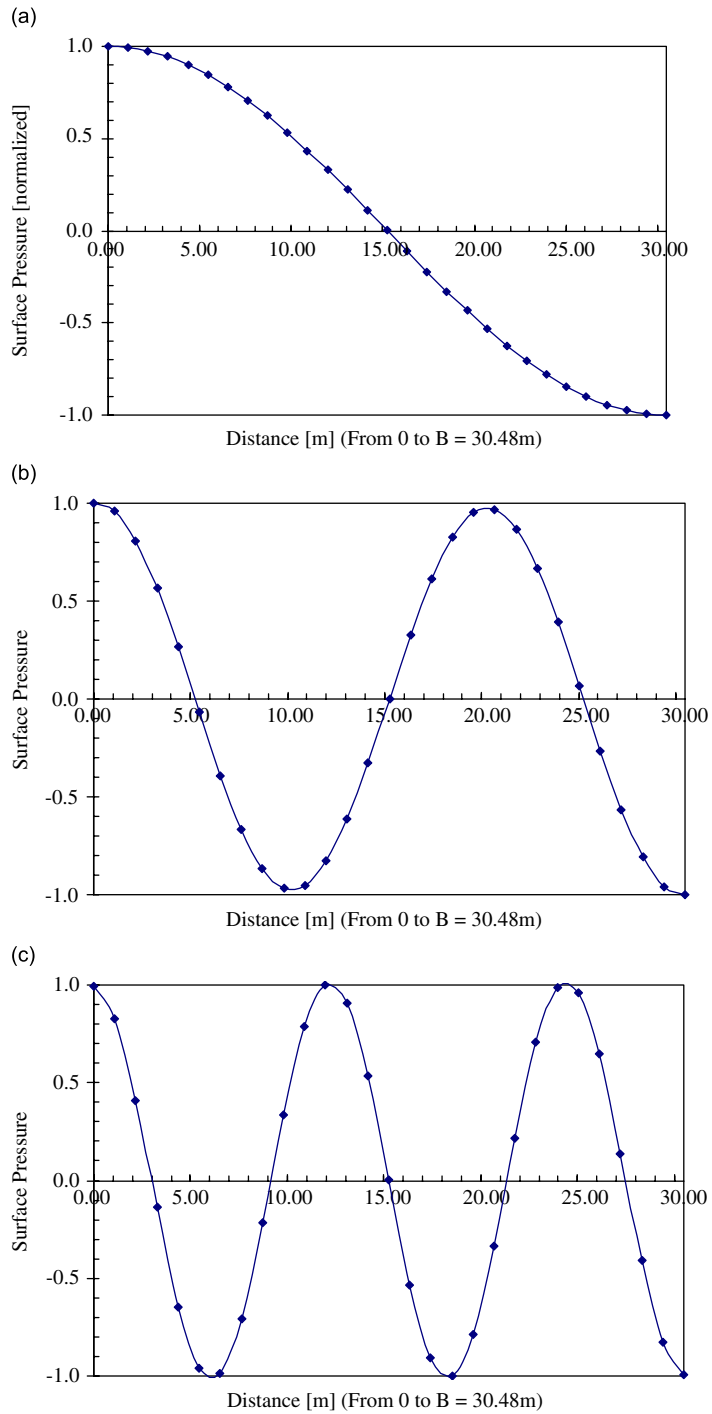 (a)
1.0
0.5
0.0
-0.5
-1.0
Surface Pressure [normalized]
0.00 5.00 10.00 15.00 20.00 25.00 30.00
Distance [m] (From 0 to B = 30.48m)
(b)
1.0
0.5
0.0
-0.5
-1.0
Surface Pressure
0.00 5.00 10.00 15.00 20.00 25.00 30.00
Distance [m] (From 0 to B = 30.48m)
(c)
1.0
0.5
0.0
-0.5
-1.0
Surface Pressure
0.00 5.00 10.00 15.00 20.00 25.00 30.00
Distance [m] (From 0 to B = 30.48m)